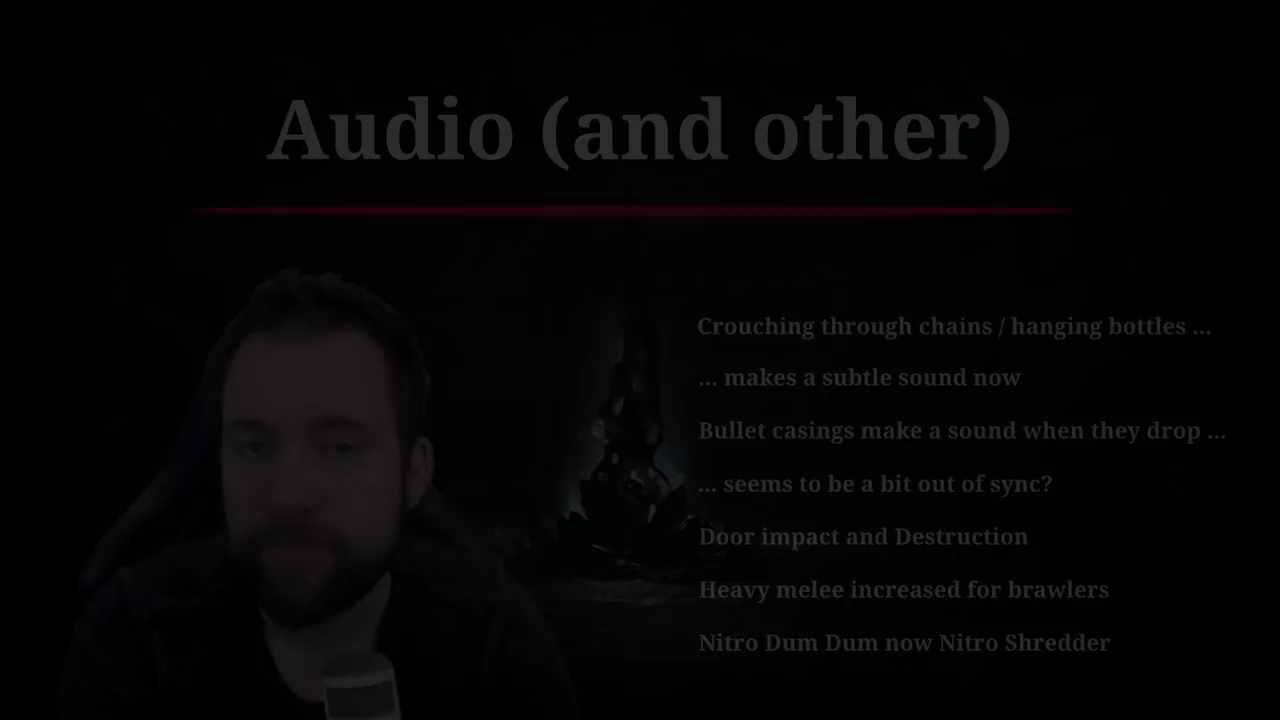 Audio (and other)
Crouching through chains / hanging bottles ...
... makes a subtle sound now
Bullet casings make a sound when they drop ...
... seems to be a bit out of sync?
Door impact and Destruction
Heavy melee increased for brawlers
Nitro Dum Dum now Nitro Shredder